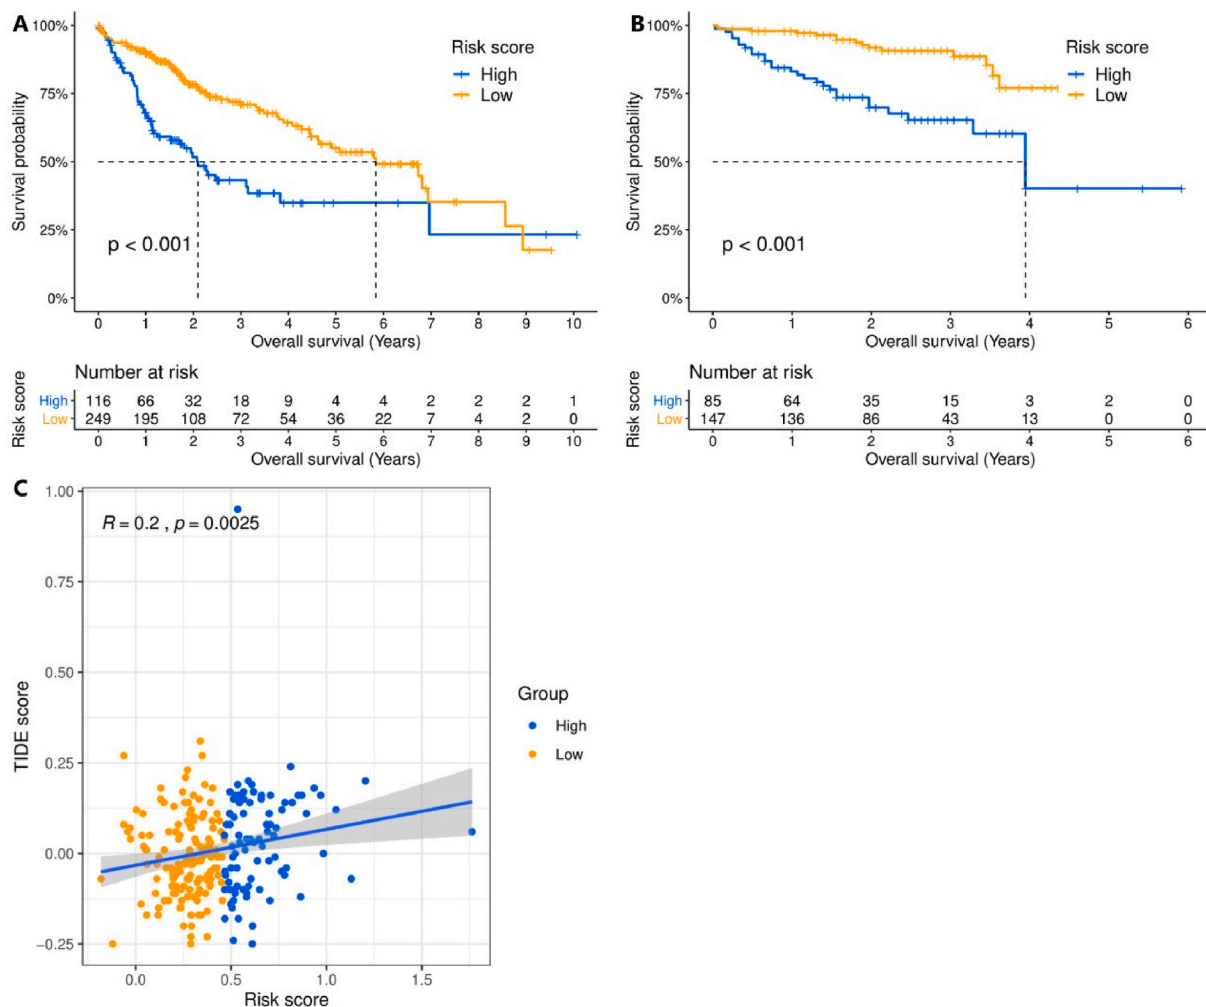 A
Survival probability
100%
75%
50%
25%
0%
Risk score
High
Low
p < 0.001
0 1 2 3 4 5 6 7 8 9 10
Overall survival (Years)
Number at risk
Risk score
High 116 66 32 18 9 4 4 2 2 2 1
Low 249 195 108 72 54 36 22 7 4 2 0
0 1 2 3 4 5 6 7 8 9 10
Overall survival (Years)
B
Survival probability
100%
75%
50%
25%
0%
Risk score
High
Low
p < 0.001
0 1 2 3 4 5 6
Overall survival (Years)
Number at risk
Risk score
High 85 64 35 15 3 2 0
Low 147 136 86 43 13 0 0
0 1 2 3 4 5 6
Overall survival (Years)
C
TIDE score
1.00
0.75
0.50
0.25
0.00
−0.25
R = 0.2 , p = 0.0025
Group
High
Low
0.0 0.5 1.0 1.5
Risk score